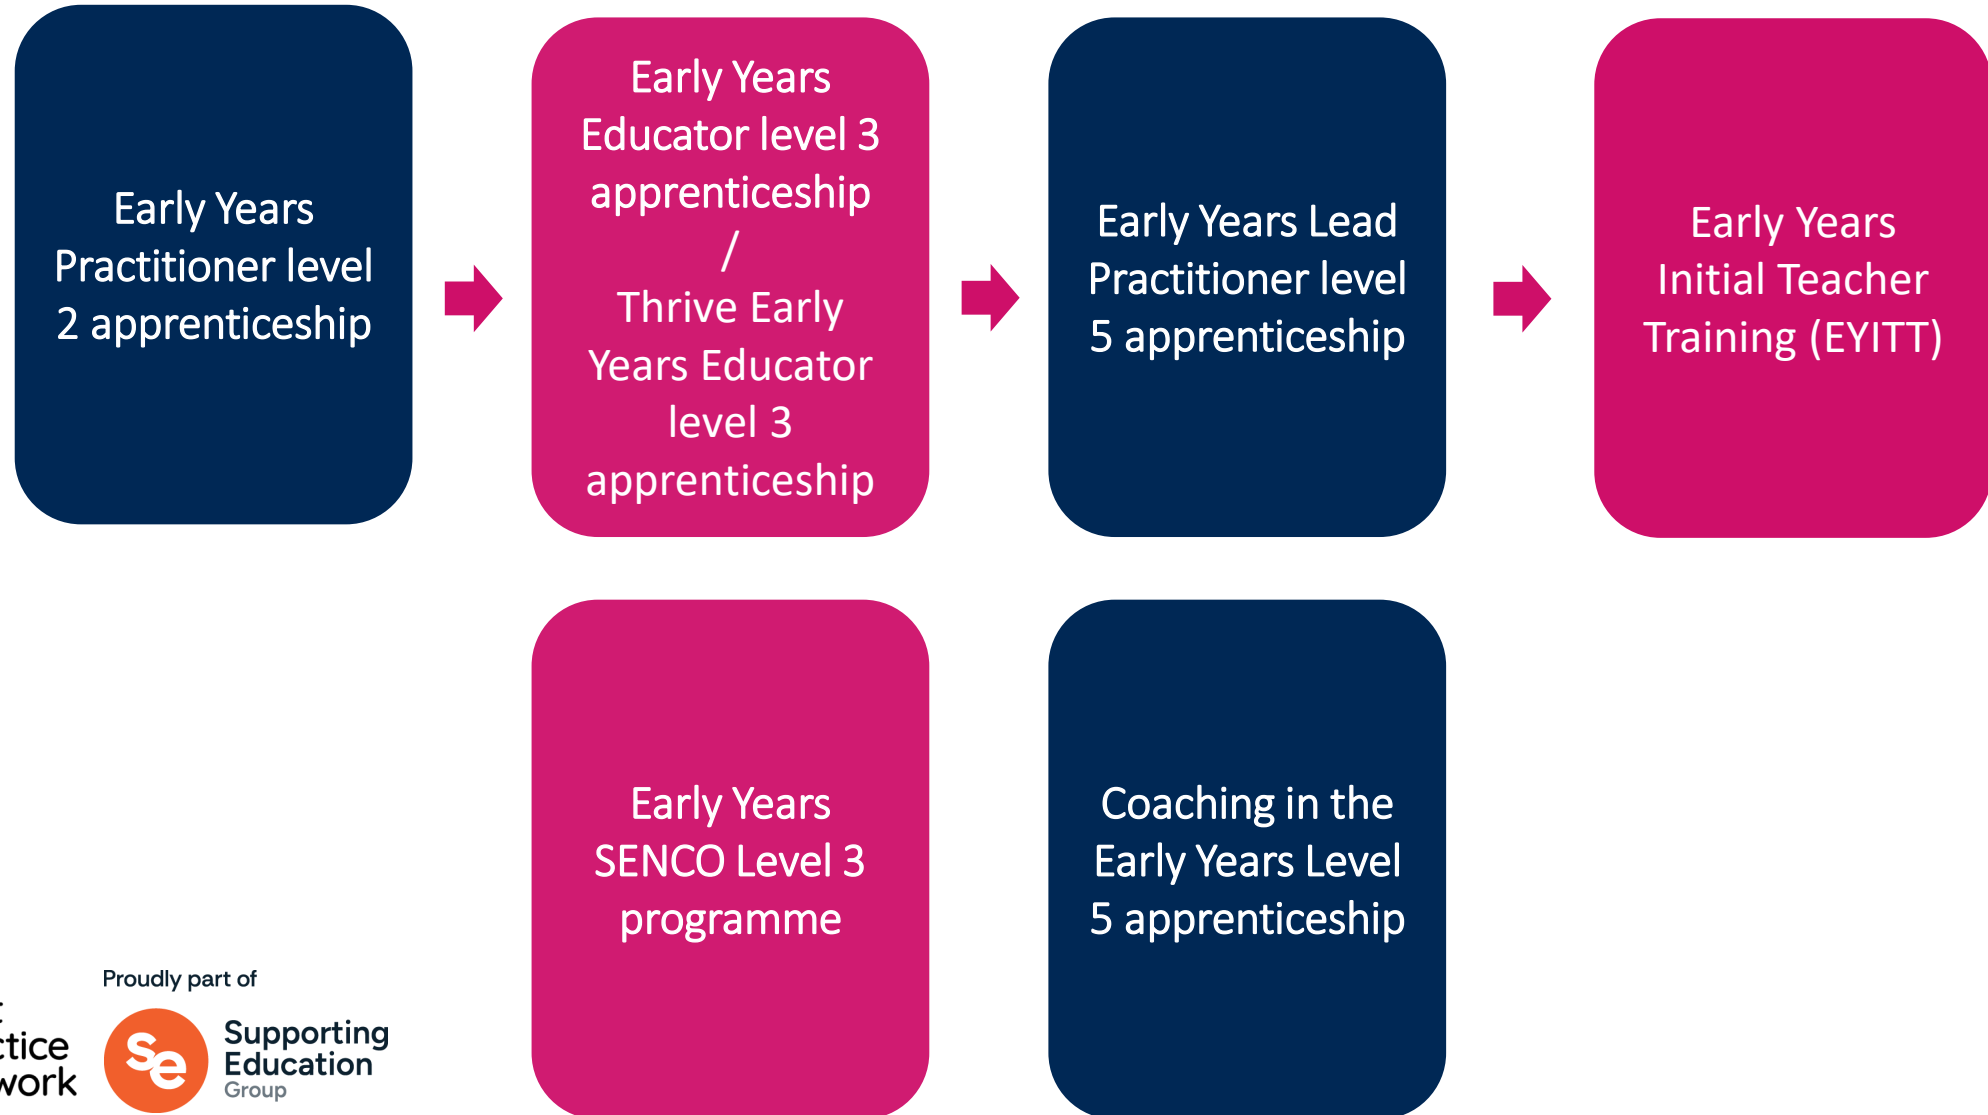 Early Years
Practitioner level
2 apprenticeship
Early Years
Educator level 3
apprenticeship
/
Thrive Early
Years Educator
level 3
apprenticeship
Early Years Lead
Practitioner level
5 apprenticeship
Early Years
Initial Teacher
Training (EYITT)
Early Years
SENCO Level 3
programme
Coaching in the
Early Years Level
5 apprenticeship
Proudly part of
se
Supporting
Education
Group